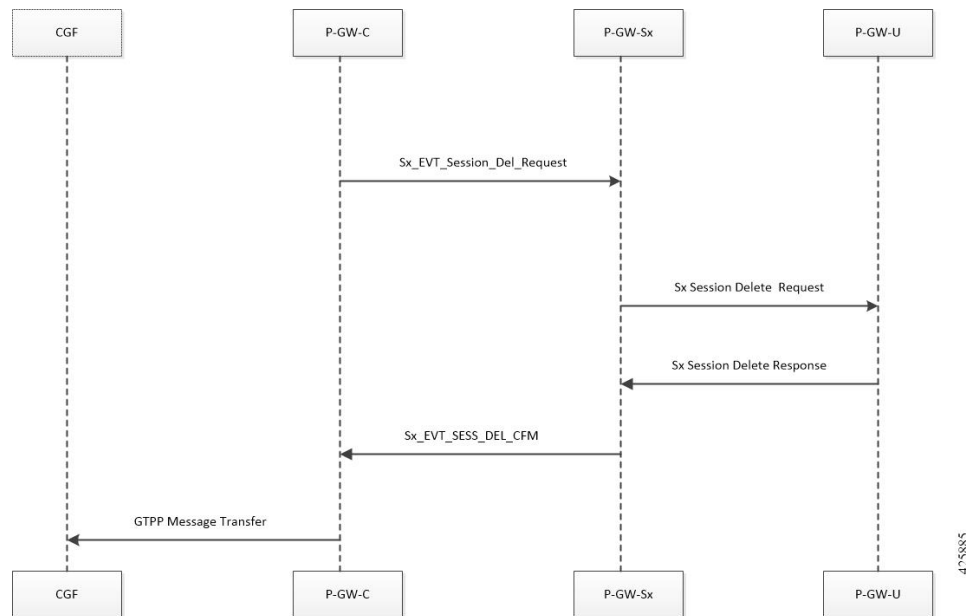 CGF
P-GW-C
P-GW-Sx
P-GW-U
Sx_EVT_Session_Del_Request
Sx Session Delete Request
Sx Session Delete Response
Sx_EVT_SESS_DEL_CFM
GTPP Message Transfer
CGF
P-GW-C
P-GW-Sx
P-GW-U
425885